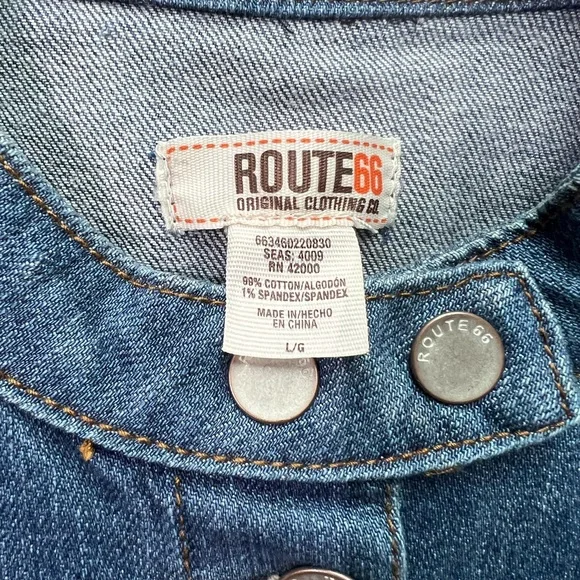 ROUTE66
ORIGINAL CLOTHING CO.
663460220830
SEAS: 4009
RN 42000
99% COTTON/ALGODÓN
1% SPANDEX/SPANDEX
MADE IN/HECHO
EN CHINA
L/G
ROUTE 66